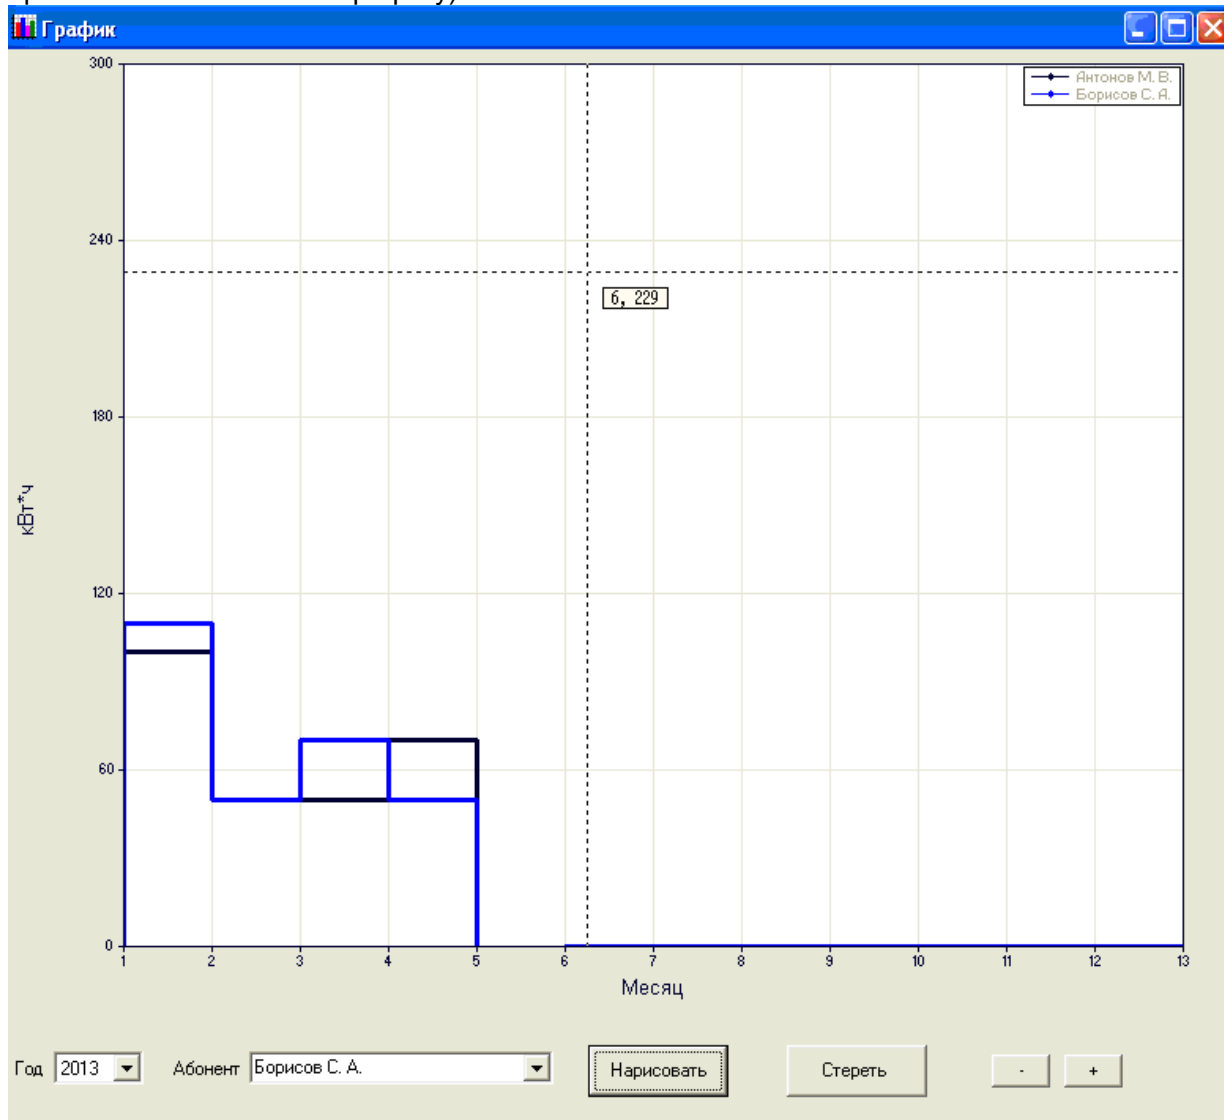 График
300
Антонов М. В.
Борисов С. А.
240
6, 229
180
кВт*ч
120
60
0
1 2 3 4 5 6 7 8 9 10 11 12 13
Месяц
Год 2013 Абонент Борисов С. А. Нарисовать Стереть - +